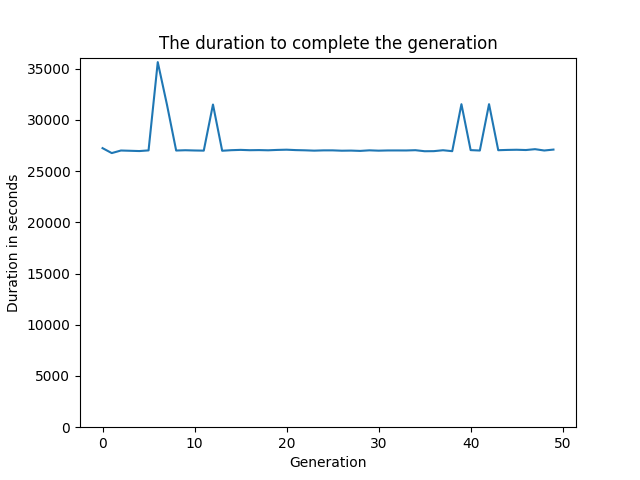 The duration to complete the generation
35000
30000
25000
20000
15000
10000
5000
0
Duration in seconds
0 10 20 30 40 50
Generation